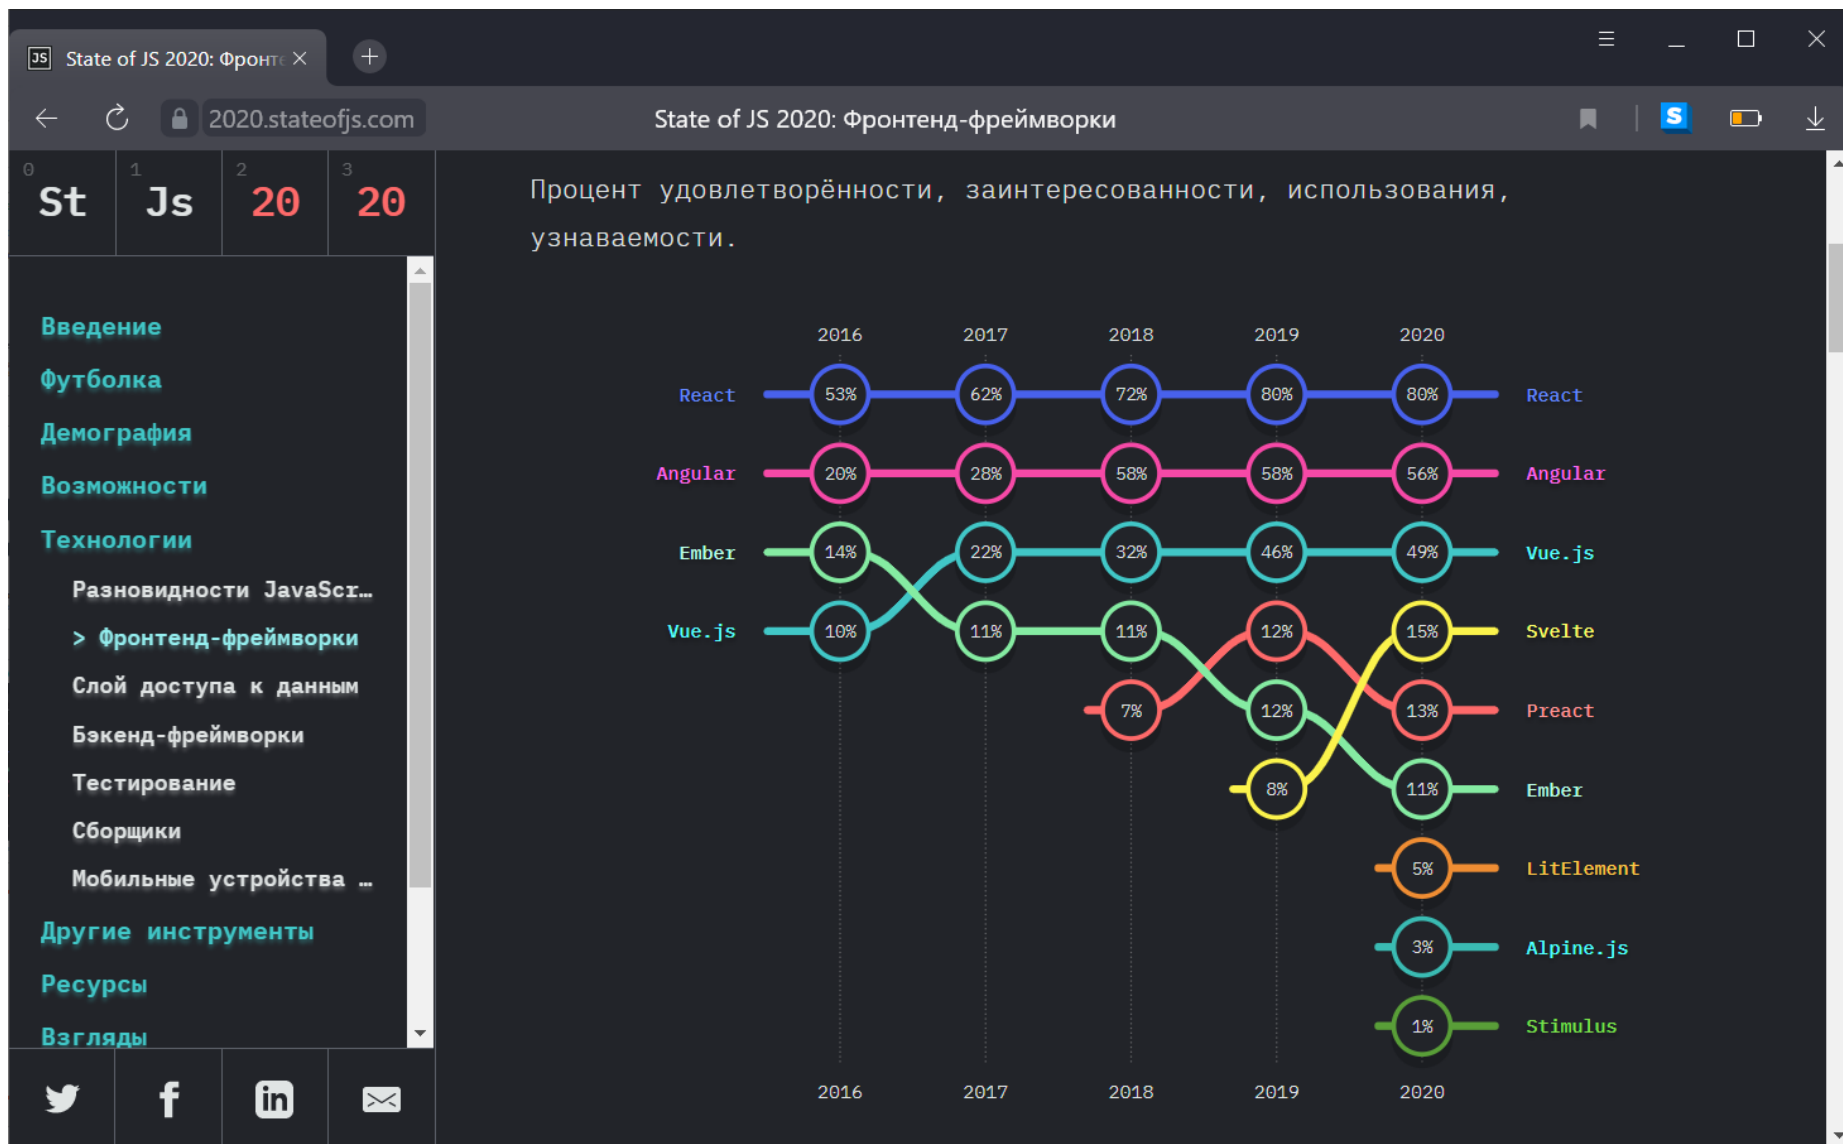 State of JS 2020: Фронте
2020.stateofjs.com
State of JS 2020: Фронтенд-фреймворки
0 St 1 Js 2 20 3 20
Введение
Футболка
Демография
Возможности
Технологии
Разновидности JavaScr…
> Фронтенд-фреймворки
Слой доступа к данным
Бэкенд-фреймворки
Тестирование
Сборщики
Мобильные устройства …
Другие инструменты
Ресурсы
Взгляды
Процент удовлетворённости, заинтересованности, использования,
узнаваемости.
2016 2017 2018 2019 2020
React 53% 62% 72% 80% 80% React
Angular 20% 28% 58% 58% 56% Angular
Ember 14% 22% 32% 46% 49% Vue.js
Vue.js 10% 11% 11% 12% 15% Svelte
7% 12% 13% Preact
8% 11% Ember
5% LitElement
3% Alpine.js
1% Stimulus
2016 2017 2018 2019 2020